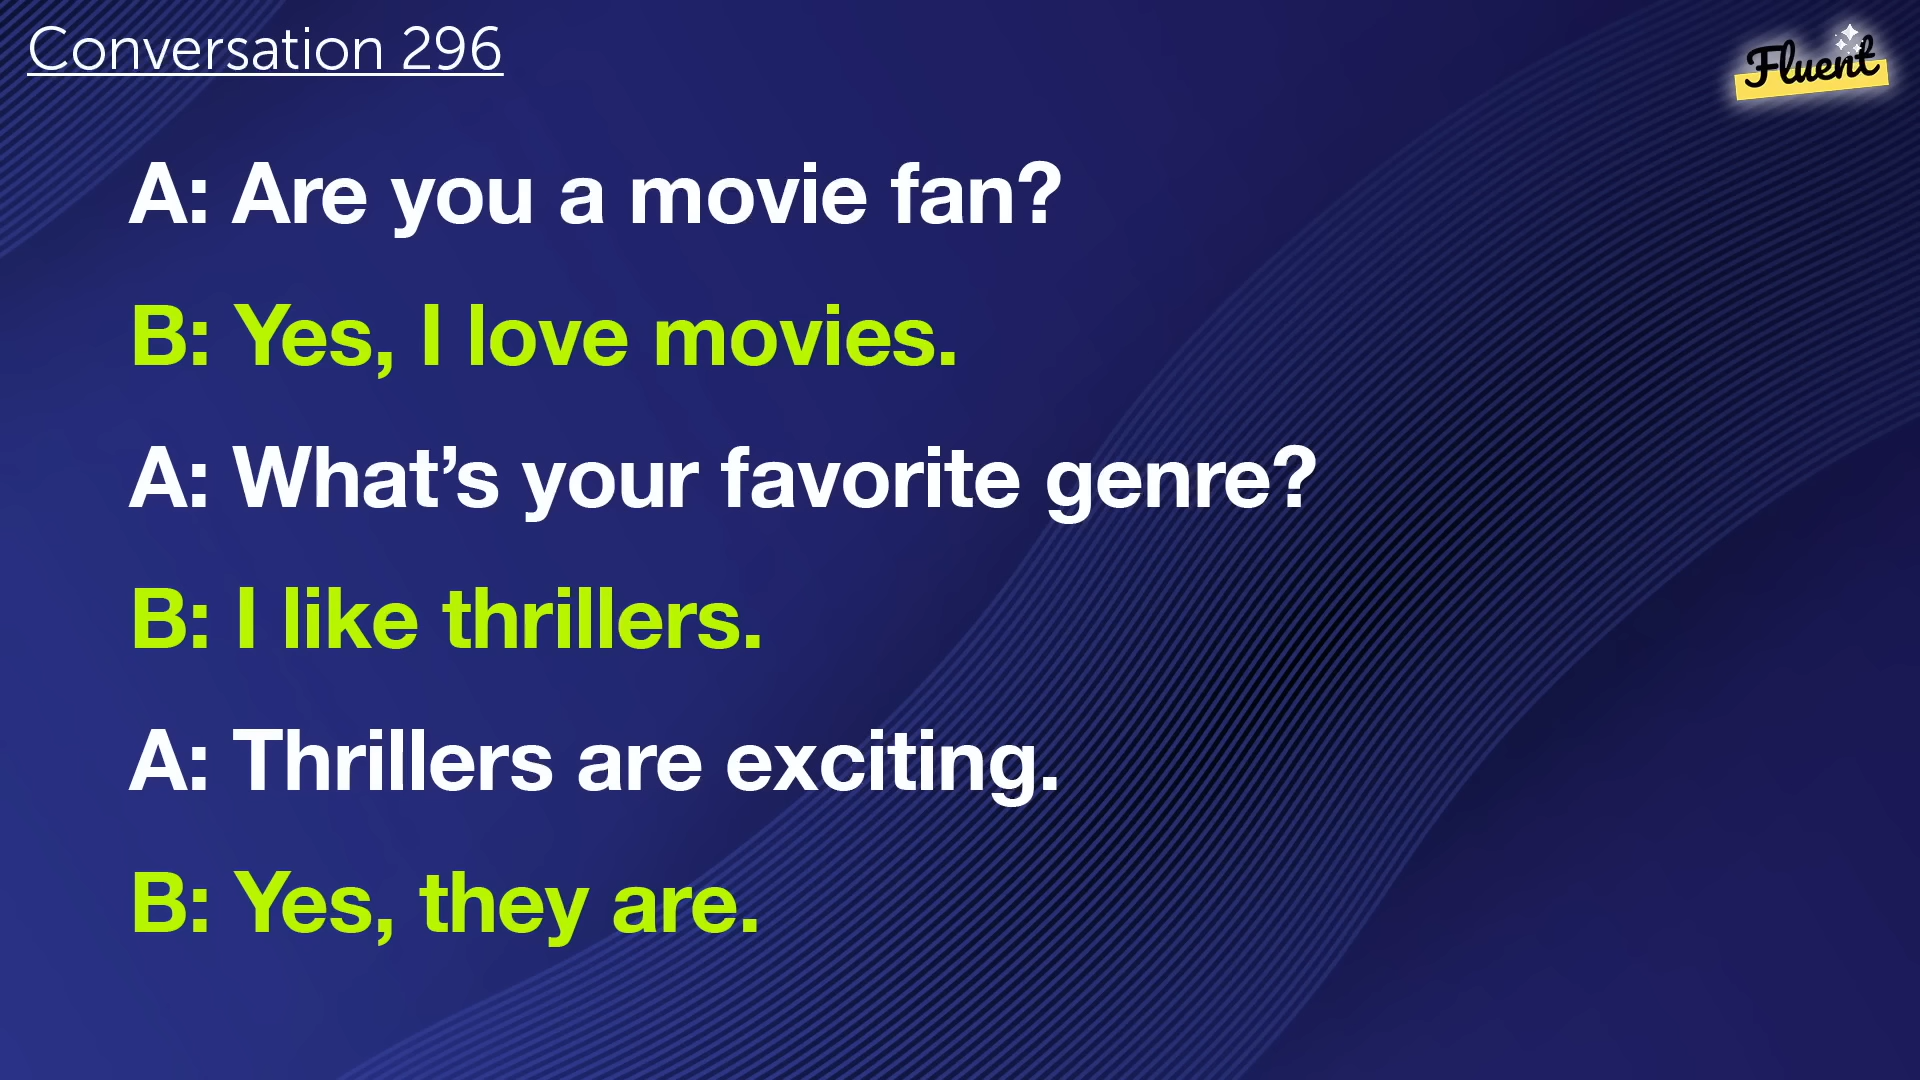 Conversation 296
Fluent
A: Are you a movie fan?
B: Yes, I love movies.
A: What’s your favorite genre?
B: I like thrillers.
A: Thrillers are exciting.
B: Yes, they are.